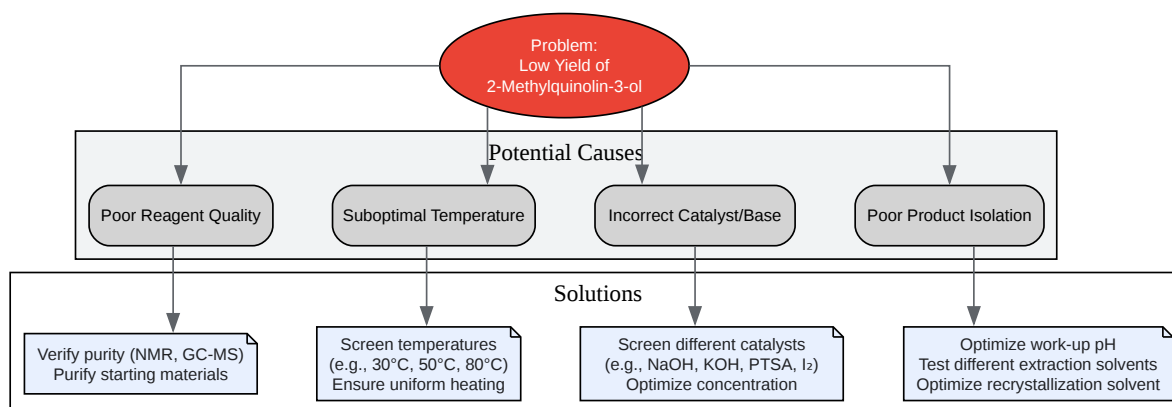 Problem:
Low Yield of
2-Methylquinolin-3-ol
Potential Causes
Poor Reagent Quality
Suboptimal Temperature
Incorrect Catalyst/Base
Poor Product Isolation
Solutions
Verify purity (NMR, GC-MS)
Purify starting materials
Screen temperatures
(e.g., 30°C, 50°C, 80°C)
Ensure uniform heating
Screen different catalysts
(e.g., NaOH, KOH, PTSA, I₂)
Optimize concentration
Optimize work-up pH
Test different extraction solvents
Optimize recrystallization solvent